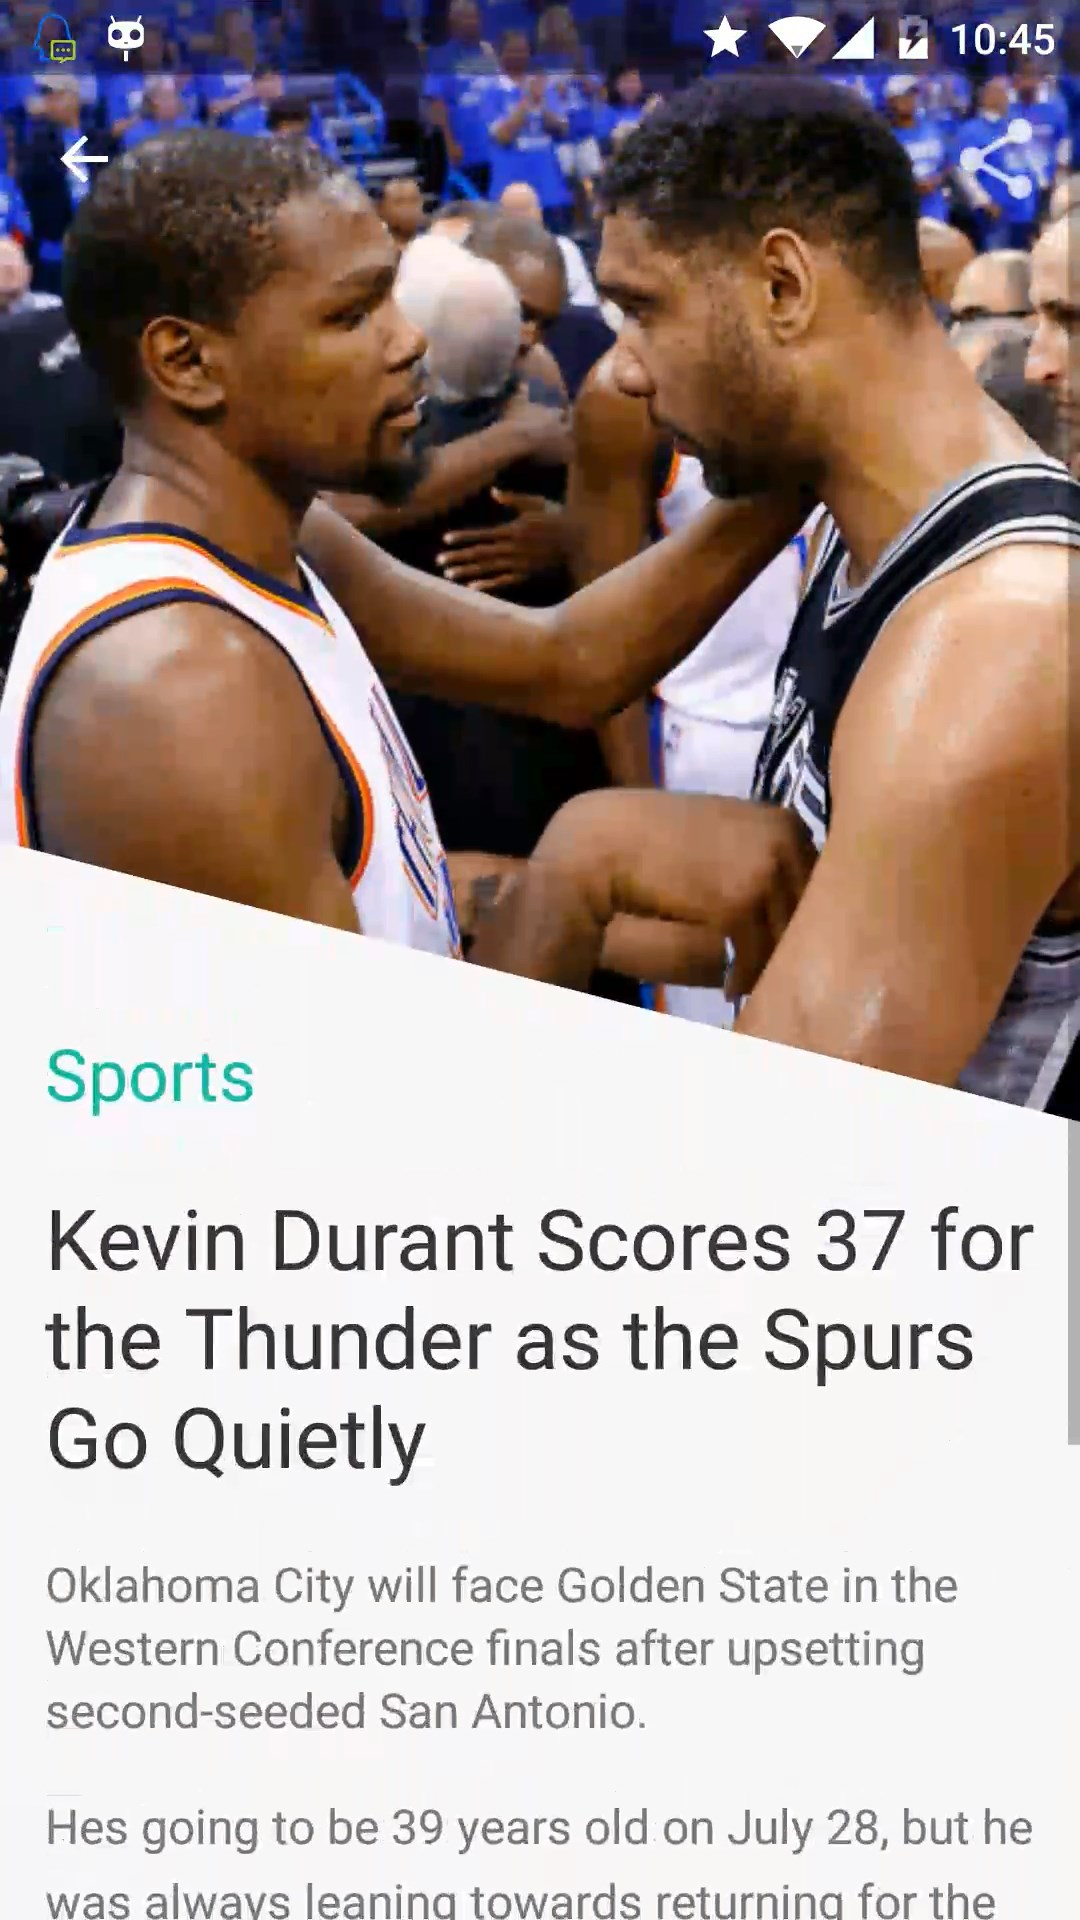 10:45
Sports
Kevin Durant Scores 37 for
the Thunder as the Spurs
Go Quietly
Oklahoma City will face Golden State in the
Western Conference finals after upsetting
second-seeded San Antonio.
Hes going to be 39 years old on July 28, but he
was always leaning towards returning for the